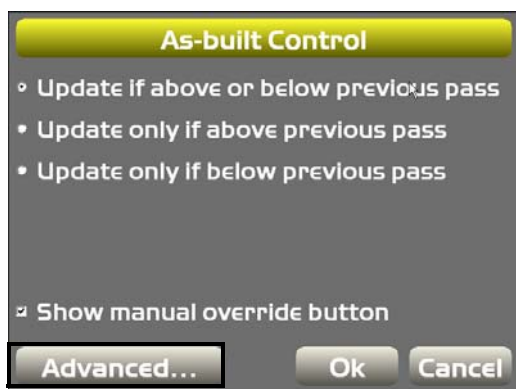 As-built Control
Update if above or below previous pass
Update only if above previous pass
Update only if below previous pass
Show manual override button
Advanced... Ok Cancel